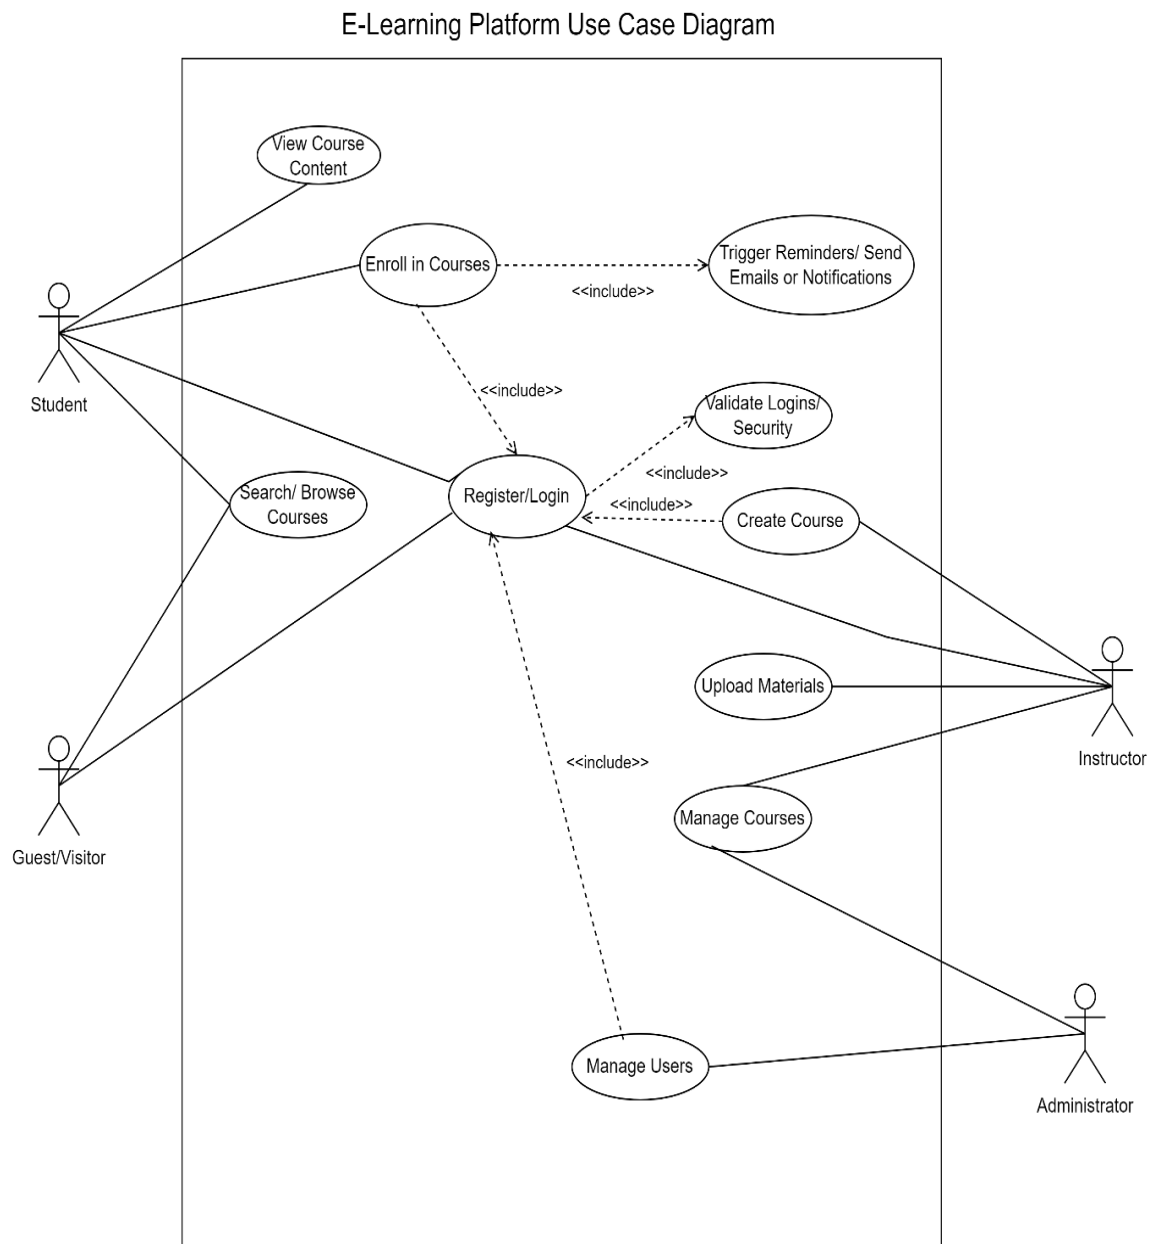 E-Learning Platform Use Case Diagram
View Course
Content
Enroll in Courses
Trigger Reminders/ Send
Emails or Notifications
<<include>>
Student
<<include>>
Validate Logins/
Security
<<include>>
Search/ Browse
Courses
Register/Login
<<include>>
Create Course
Upload Materials
Instructor
<<include>>
Manage Courses
Guest/Visitor
Manage Users
Administrator